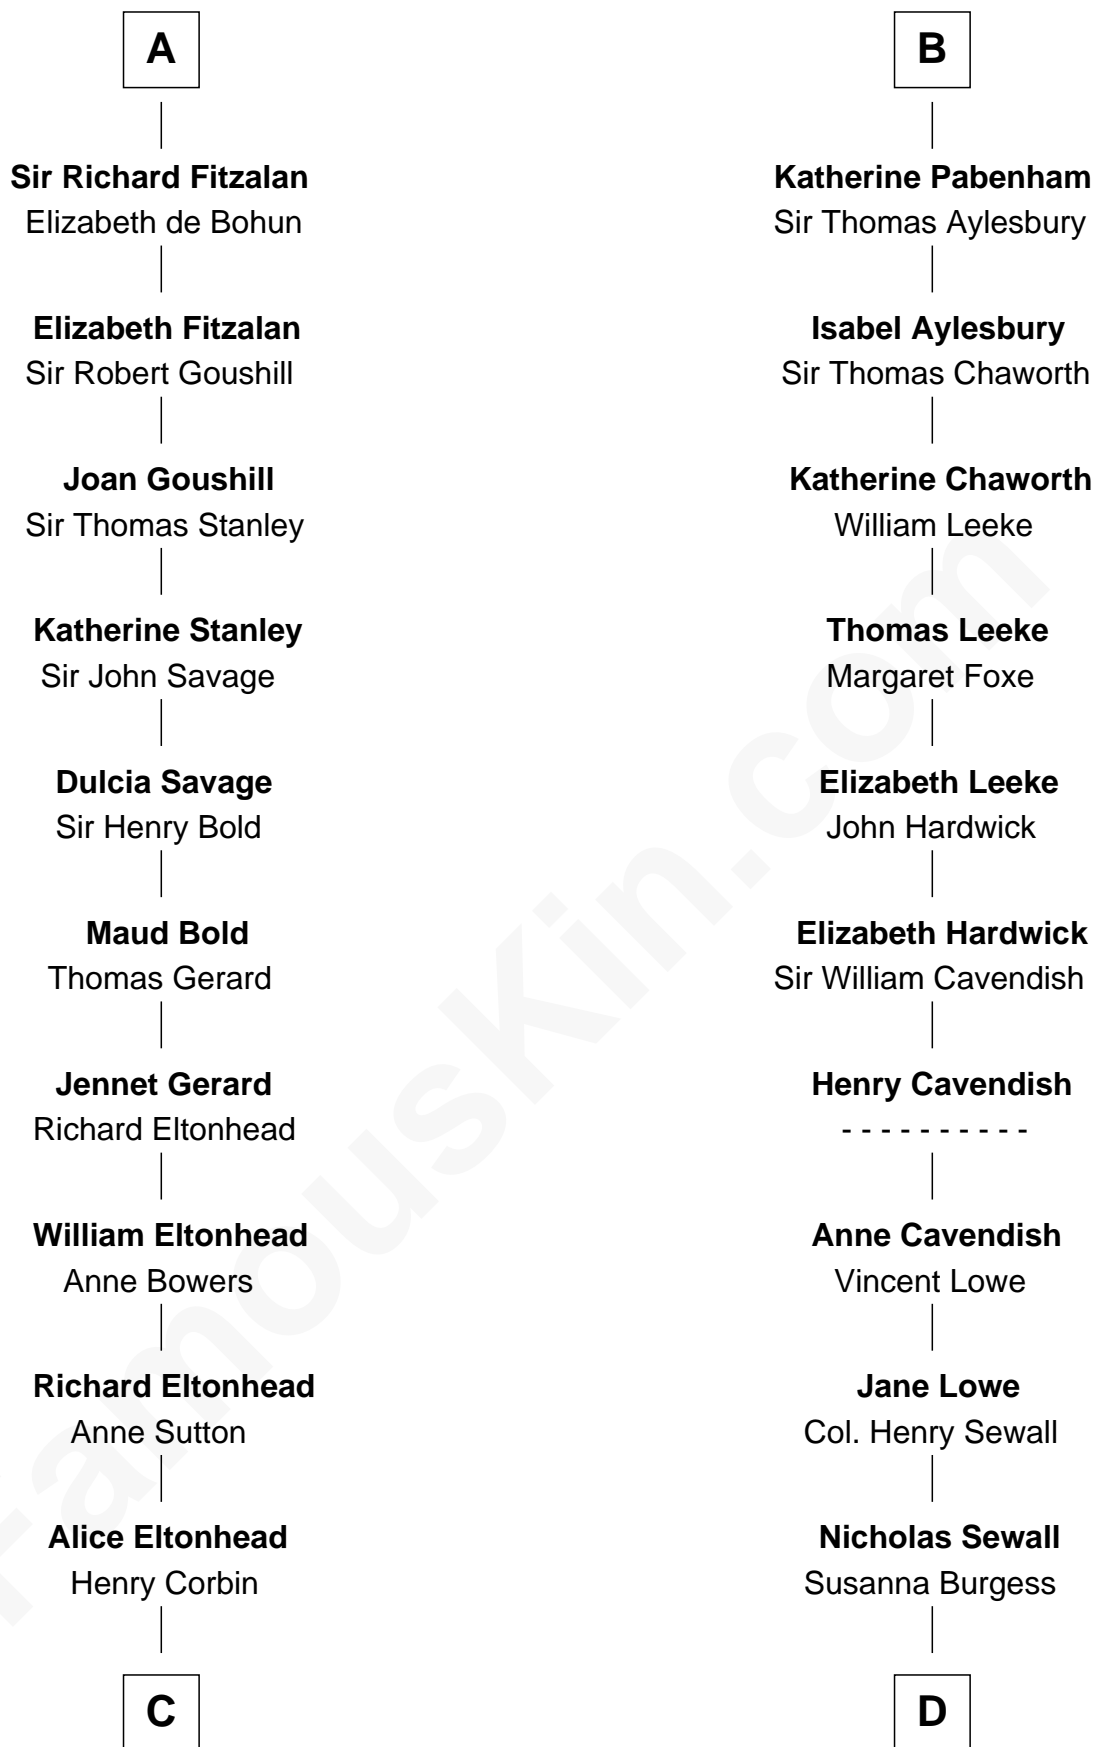 A
Sir Richard Fitzalan
Elizabeth de Bohun
Elizabeth Fitzalan
Sir Robert Goushill
Joan Goushill
Sir Thomas Stanley
Katherine Stanley
Sir John Savage
Dulcia Savage
Sir Henry Bold
Maud Bold
Thomas Gerard
Jennet Gerard
Richard Eltonhead
William Eltonhead
Anne Bowers
Richard Eltonhead
Anne Sutton
Alice Eltonhead
Henry Corbin
C
B
Katherine Pabenham
Sir Thomas Aylesbury
Isabel Aylesbury
Sir Thomas Chaworth
Katherine Chaworth
William Leeke
Thomas Leeke
Margaret Foxe
Elizabeth Leeke
John Hardwick
Elizabeth Hardwick
Sir William Cavendish
Henry Cavendish
- - - - - - - - - -
Anne Cavendish
Vincent Lowe
Jane Lowe
Col. Henry Sewall
Nicholas Sewall
Susanna Burgess
D
FamousKin.com